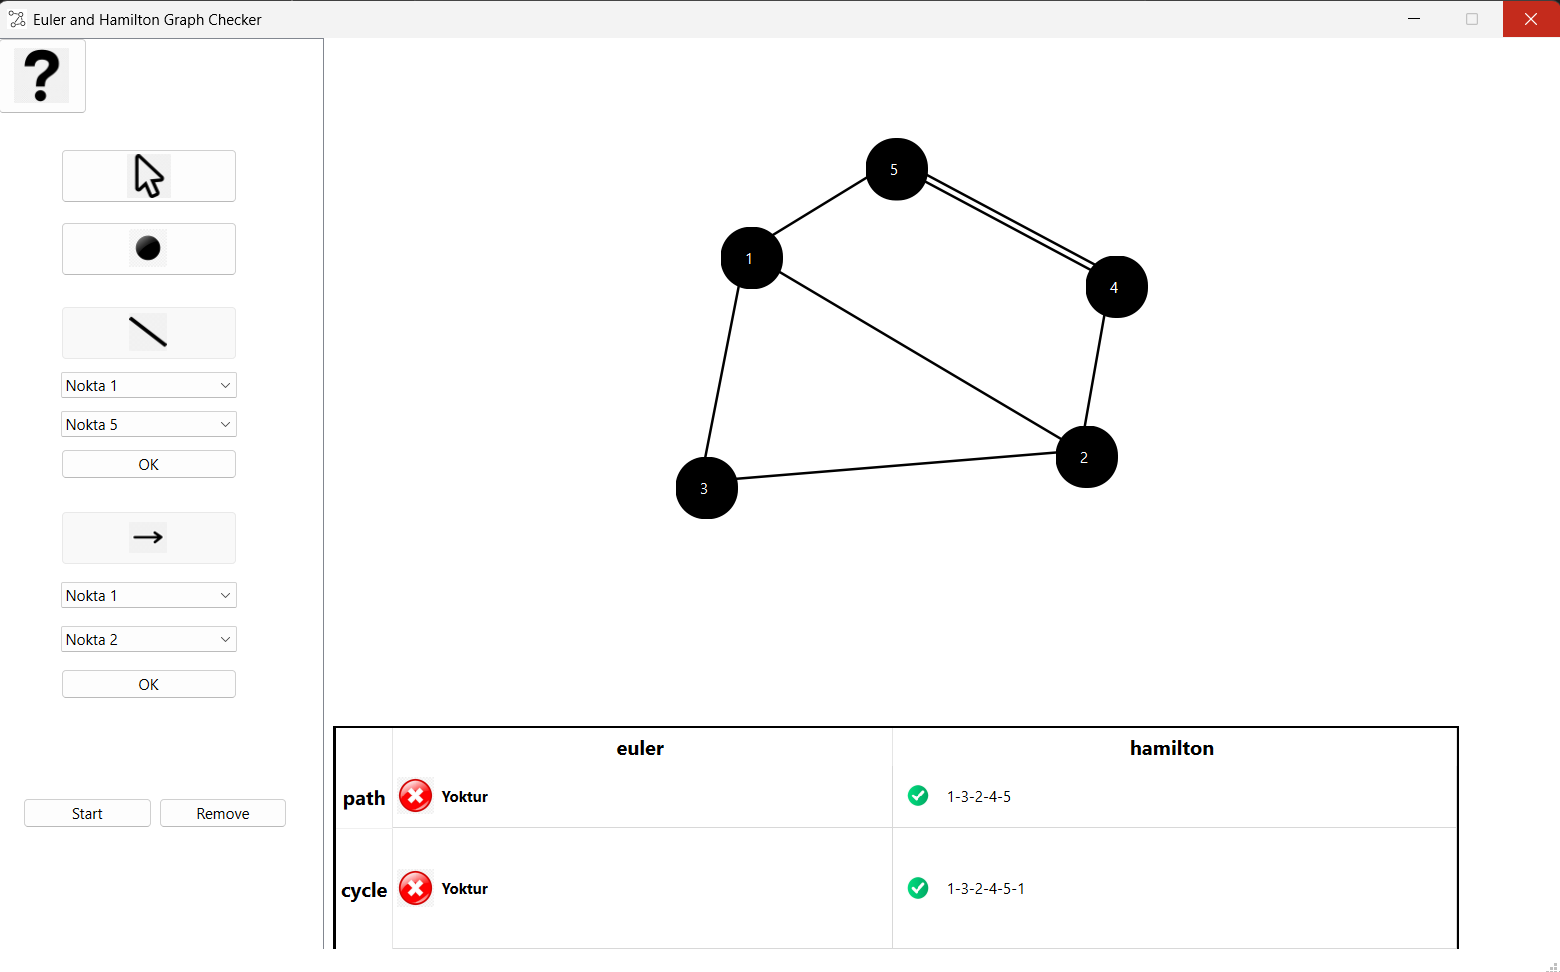 Euler and Hamilton Graph Checker
?
5
1
4
2
3
Nokta 1
Nokta 5
OK
Nokta 1
Nokta 2
OK
Start
Remove
euler
hamilton
path
Yoktur
1-3-2-4-5
cycle
Yoktur
1-3-2-4-5-1